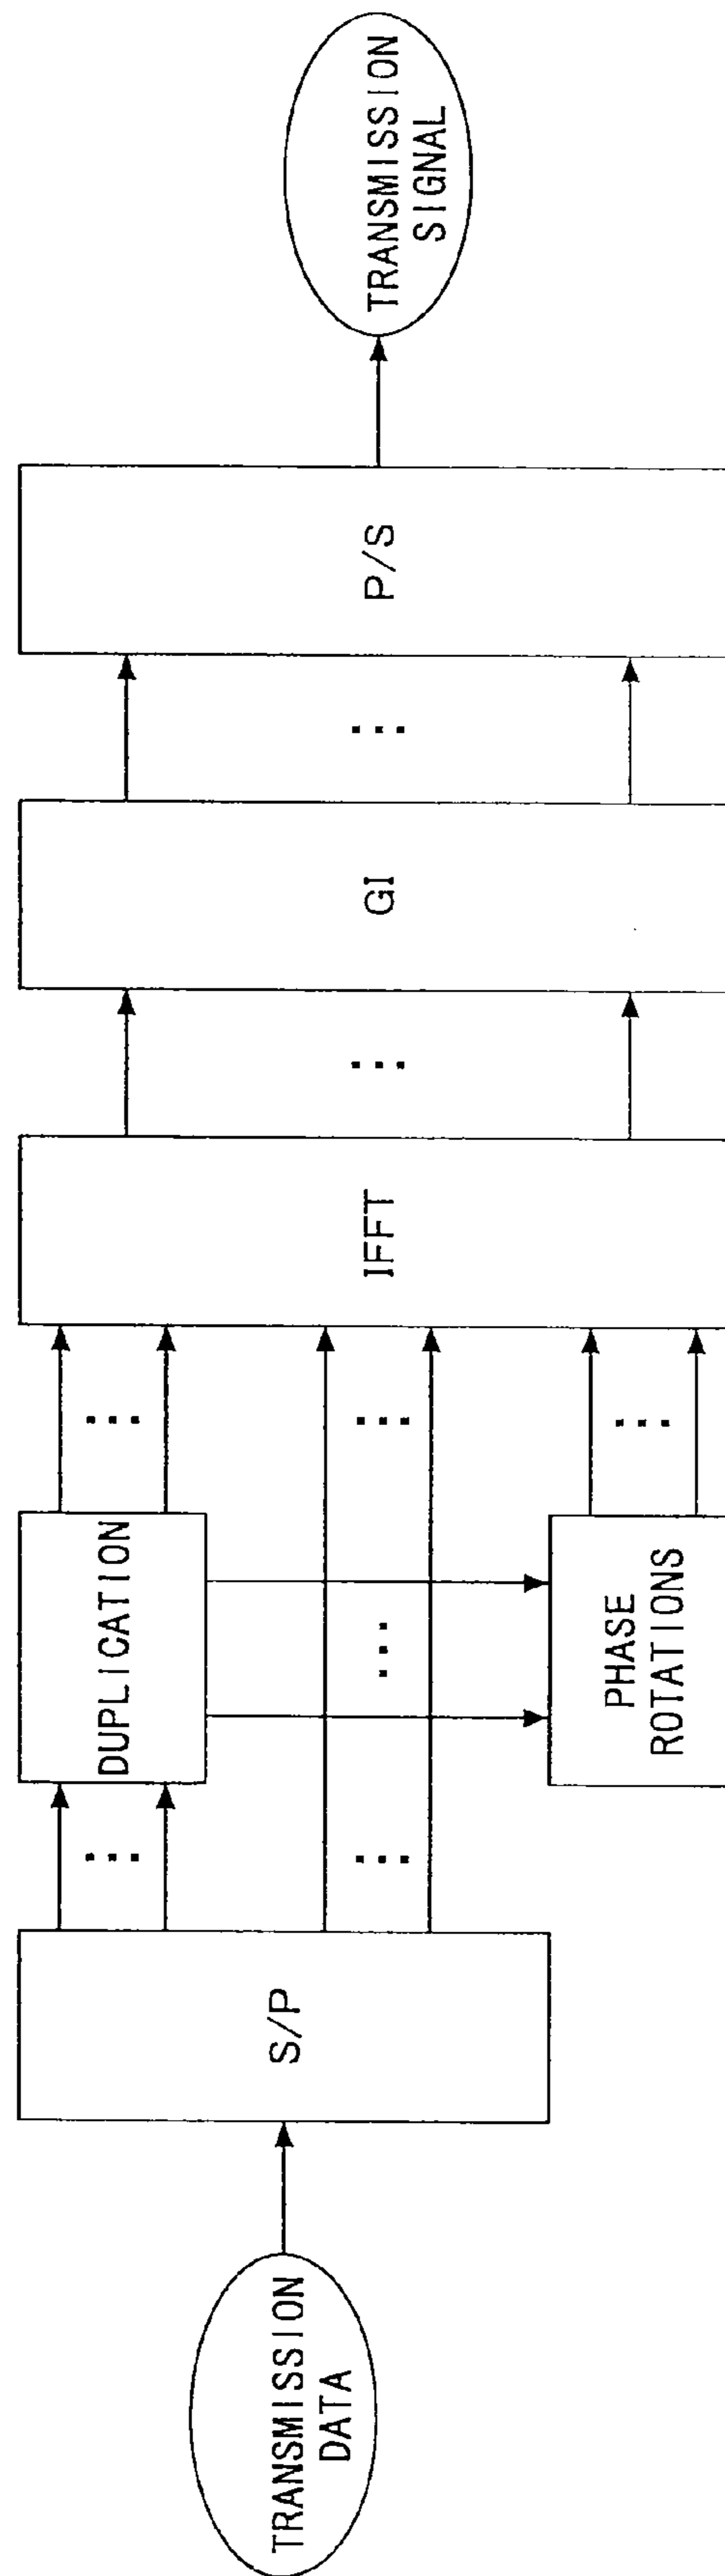 TRANSMISSION
DATA
S/P
DUPLICATION
PHASE
ROTATIONS
IFFT
GI
P/S
TRANSMISSION
SIGNAL